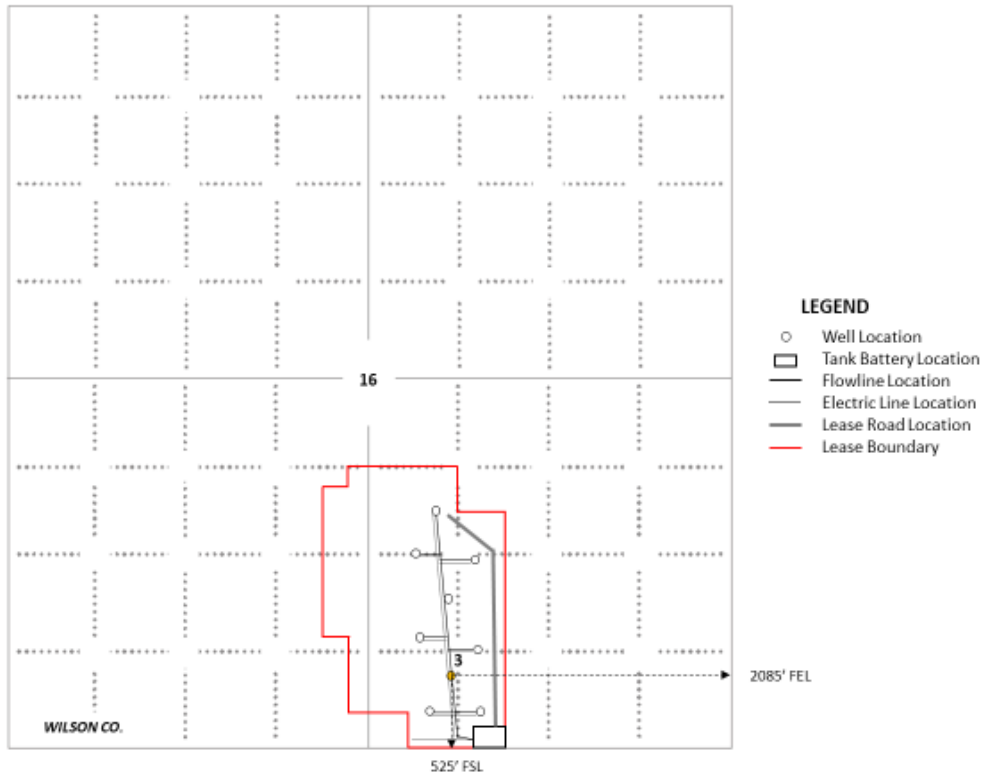 LEGEND
Well Location
Tank Battery Location
Flowline Location
Electric Line Location
Lease Road Location
Lease Boundary
16
3
2085' FEL
WILSON CO.
525' FSL